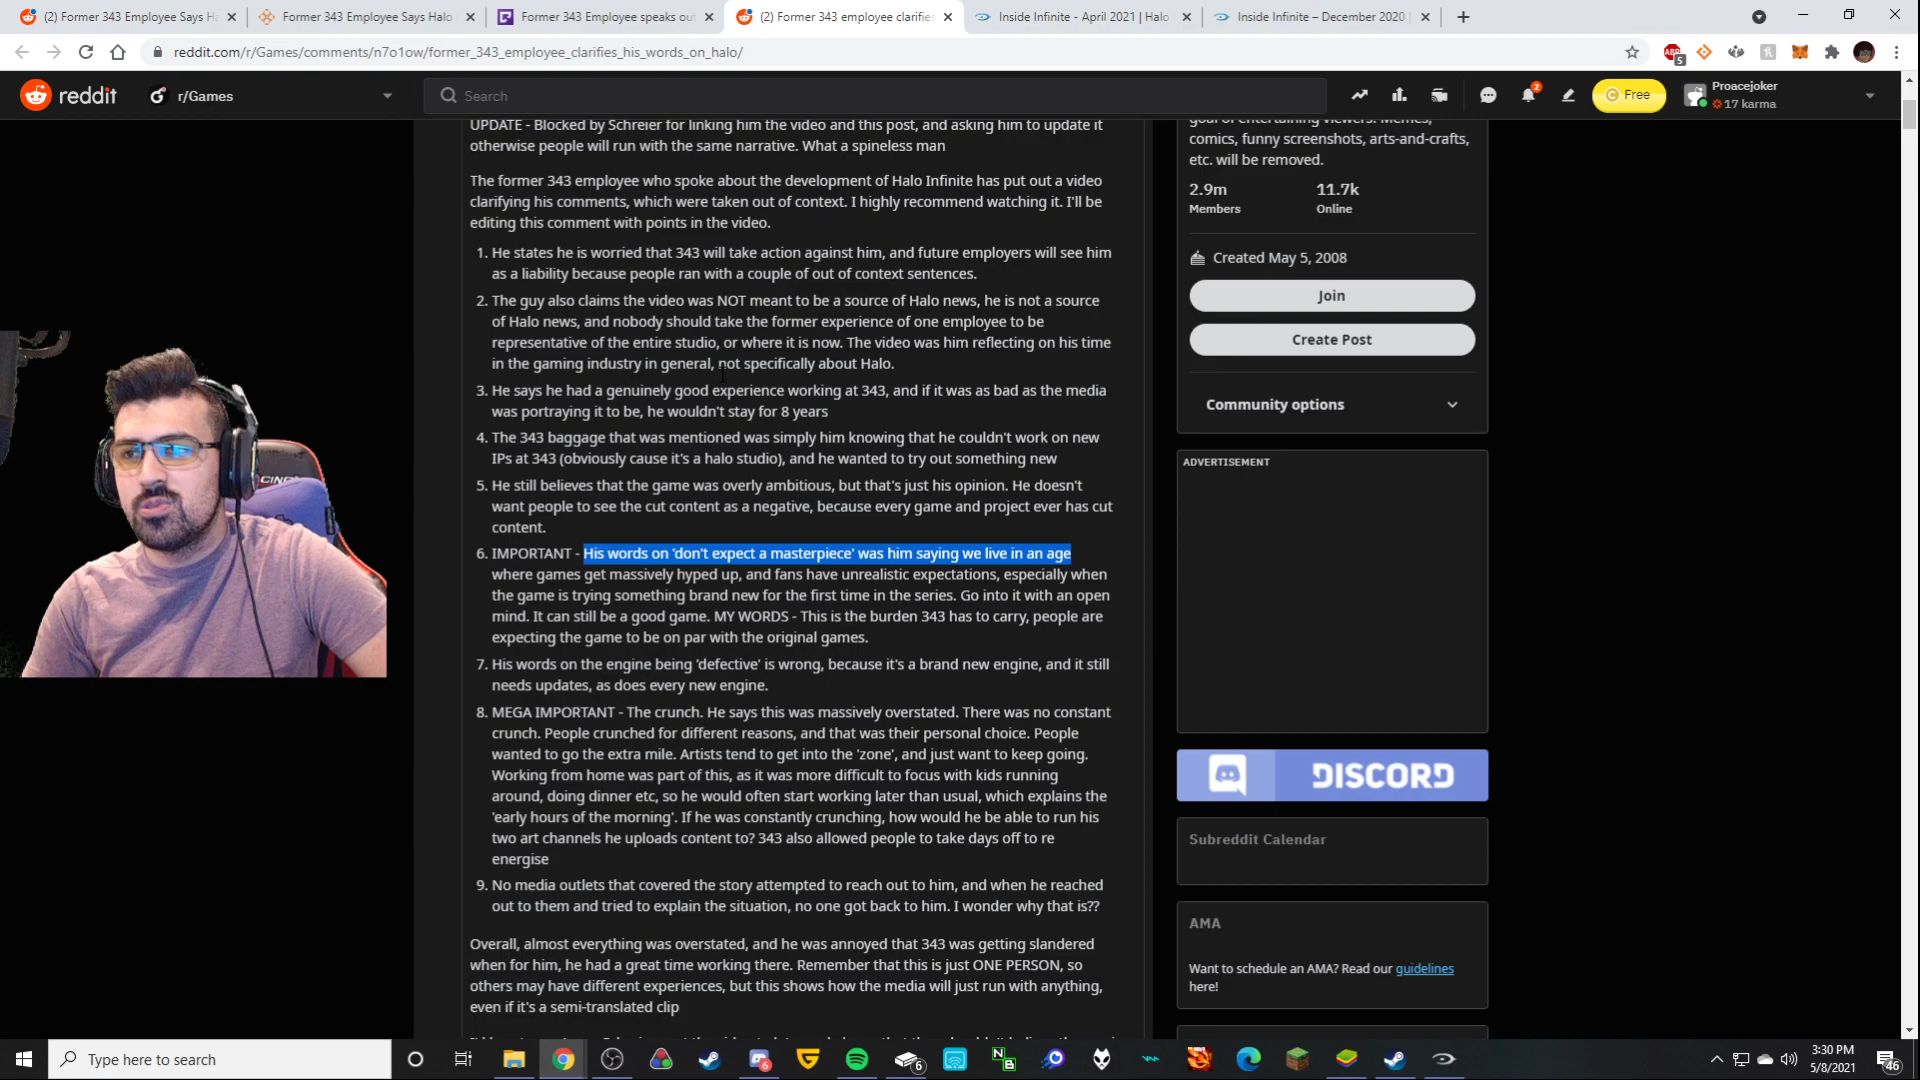 (2) Former 343 Employee Says Ha
Former 343 Employee Says Halo
Former 343 Employee speaks ou
(2) Former 343 employee clarifie
Inside Infinite - April 2021 | Halo
Inside Infinite – December 2020 |
reddit.com/r/Games/comments/n7o1ow/former_343_employee_clarifies_his_words_on_halo/
ABP
5
reddit
r/Games
Search
2
Free
Proacejoker
17 karma
UPDATE - Blocked by Schreier for linking him the video and this post, and asking him to update it
otherwise people will run with the same narrative. What a spineless man
The former 343 employee who spoke about the development of Halo Infinite has put out a video
clarifying his comments, which were taken out of context. I highly recommend watching it. I'll be
editing this comment with points in the video.
1. He states he is worried that 343 will take action against him, and future employers will see him
as a liability because people ran with a couple of out of context sentences.
2. The guy also claims the video was NOT meant to be a source of Halo news, he is not a source
of Halo news, and nobody should take the former experience of one employee to be
representative of the entire studio, or where it is now. The video was him reflecting on his time
in the gaming industry in general, not specifically about Halo.
3. He says he had a genuinely good experience working at 343, and if it was as bad as the media
was portraying it to be, he wouldn't stay for 8 years
4. The 343 baggage that was mentioned was simply him knowing that he couldn't work on new
IPs at 343 (obviously cause it's a halo studio), and he wanted to try out something new
5. He still believes that the game was overly ambitious, but that's just his opinion. He doesn't
want people to see the cut content as a negative, because every game and project ever has cut
content.
6. IMPORTANT - His words on 'don't expect a masterpiece' was him saying we live in an age
where games get massively hyped up, and fans have unrealistic expectations, especially when
the game is trying something brand new for the first time in the series. Go into it with an open
mind. It can still be a good game. MY WORDS - This is the burden 343 has to carry, people are
expecting the game to be on par with the original games.
7. His words on the engine being 'defective' is wrong, because it's a brand new engine, and it still
needs updates, as does every new engine.
8. MEGA IMPORTANT - The crunch. He says this was massively overstated. There was no constant
crunch. People crunched for different reasons, and that was their personal choice. People
wanted to go the extra mile. Artists tend to get into the 'zone', and just want to keep going.
Working from home was part of this, as it was more difficult to focus with kids running
around, doing dinner etc, so he would often start working later than usual, which explains the
'early hours of the morning'. If he was constantly crunching, how would he be able to run his
two art channels he uploads content to? 343 also allowed people to take days off to re
energise
9. No media outlets that covered the story attempted to reach out to him, and when he reached
out to them and tried to explain the situation, no one got back to him. I wonder why that is??
Overall, almost everything was overstated, and he was annoyed that 343 was getting slandered
when for him, he had a great time working there. Remember that this is just ONE PERSON, so
others may have different experiences, but this shows how the media will just run with anything,
even if it's a semi-translated clip
goal of entertaining viewers. Memes,
comics, funny screenshots, arts-and-crafts,
etc. will be removed.
2.9m
11.7k
Members
Online
Created May 5, 2008
Join
Create Post
Community options
ADVERTISEMENT
DISCORD
Subreddit Calendar
AMA
Want to schedule an AMA? Read our guidelines
here!
Type here to search
3:30 PM
5/8/2021
46